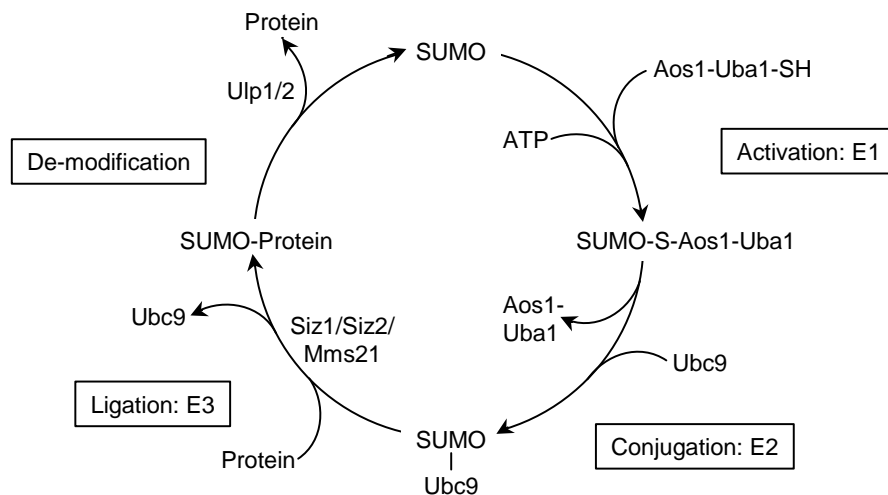 Protein
SUMO
Aos1-Uba1-SH
Ulp1/2
ATP
De-modification
Activation: E1
SUMO-Protein
SUMO-S-Aos1-Uba1
Ubc9
Siz1/Siz2/
Mms21
Aos1-
Uba1
Ubc9
Ligation: E3
SUMO
Conjugation: E2
Protein
Ubc9